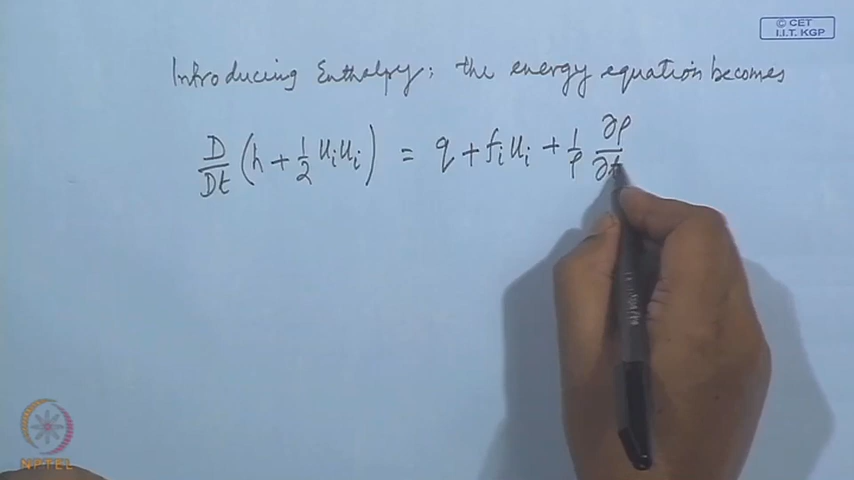 © CET
I.I.T. KGP
Introducing Enthalpy; the energy equation becomes
D/Dt (h + 1/2 uᵢuᵢ) = q + fᵢuᵢ + 1/ρ ∂p/∂t
NPTEL